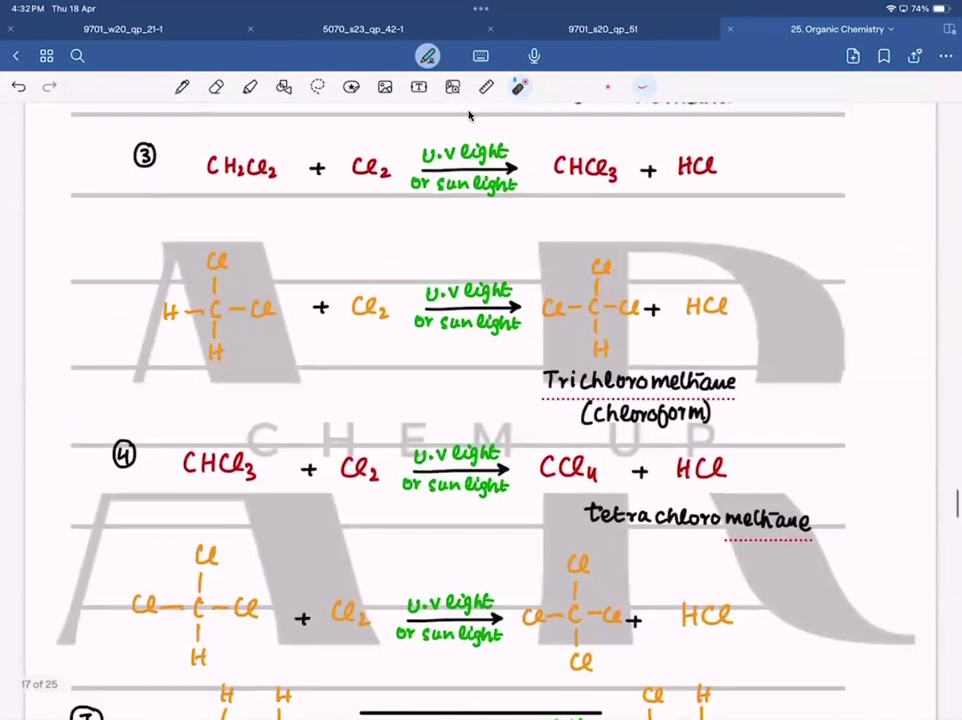 4:32 PM Thu 18 Apr
74%
9701_w20_qp_21-1
5070_s23_qp_42-1
9701_s20_qp_51
25. Organic Chemistry
3 CH2Cl2 + Cl2 U.V light CHCl3 + HCl
or sun light
Cl
H-C-Cl + Cl2 U.V light
H
or sun light
Cl
Cl-C-Cl + HCl
H
Trichloromethane
(chloroform)
CHEM UP
4 CHCl3 + Cl2 U.V light CCl4 + HCl
or sun light
tetrachloromethane
Cl
Cl-C-Cl + Cl2 U.V light
H
or sun light
Cl
Cl-C-Cl + HCl
Cl
17 of 25
H H
Cl H